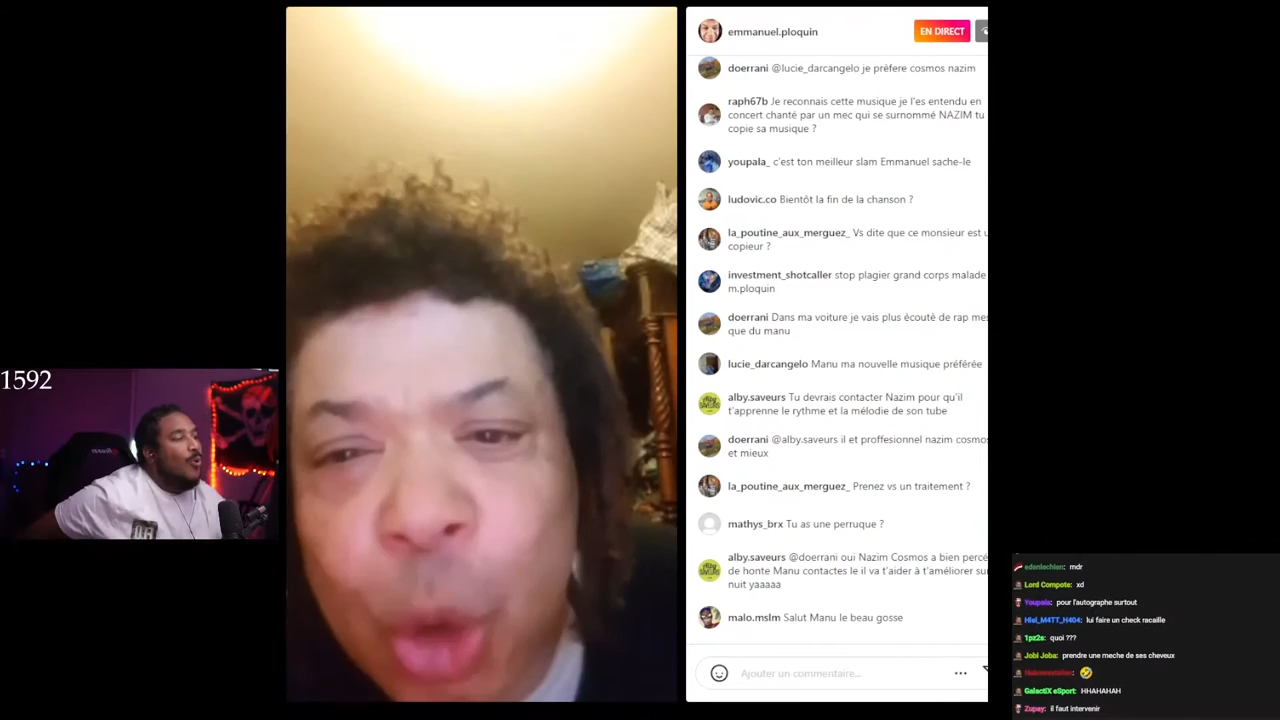 emmanuel.ploquin
EN DIRECT
doerrani @lucie_darcangelo je préfere cosmos nazim
raph67b Je reconnais cette musique je l'es entendu en
concert chanté par un mec qui se surnommé NAZIM tu
copie sa musique ?
youpala_ c'est ton meilleur slam Emmanuel sache-le
ludovic.co Bientôt la fin de la chanson ?
la_poutine_aux_merguez_ Vs dite que ce monsieur est u
copieur ?
investment_shotcaller stop plagier grand corps malade
m.ploquin
doerrani Dans ma voiture je vais plus écouté de rap mes
que du manu
lucie_darcangelo Manu ma nouvelle musique préférée
alby.saveurs Tu devrais contacter Nazim pour qu'il
t'apprenne le rythme et la mélodie de son tube
doerrani @alby.saveurs il et proffesionel nazim cosmos
et mieux
la_poutine_aux_merguez_ Prenez vs un traitement ?
mathys_brx Tu as une perruque ?
alby.saveurs @doerrani oui Nazim Cosmos a bien percé
de honte Manu contactes le il va t'aider à t'améliorer sur
nuit yaaaaa
malo.mslm Salut Manu le beau gosse
Ajouter un commentaire...
1592
edenlechien: mdr
Lord Compote: xd
Youpala: pour l'autographe surtout
Hisl_M4TT_H404: lui faire un check racaille
1pz2s: quoi ???
Jobi Joba: prendre une meche de ses cheveux
GalactiX eSport: HHAHAHAH
Zupay: il faut intervenir